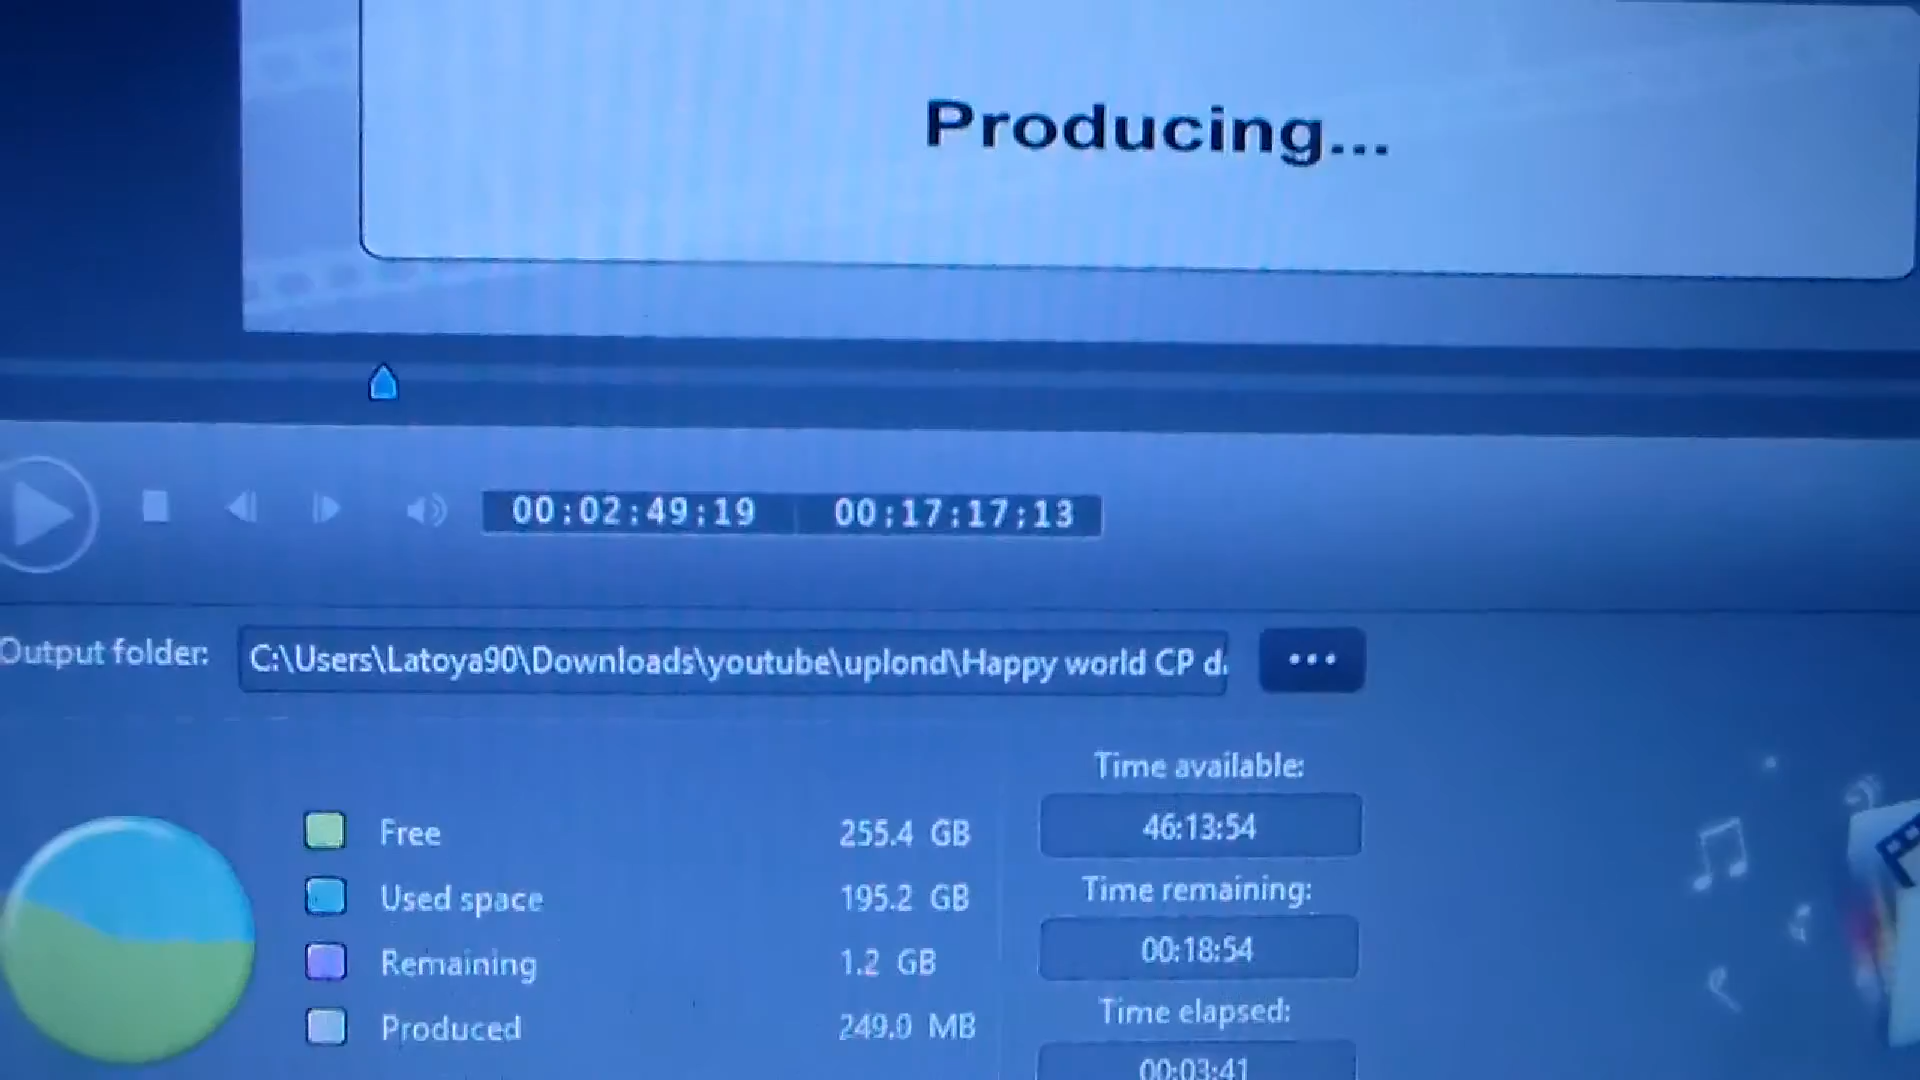 Producing...
00:02:49:19 00:17:17:13
Output folder: C:\Users\Latoya90\Downloads\youtube\uplond\Happy world CP d
Time available:
46:13:54
Free 255.4 GB
Time remaining:
Used space 195.2 GB
00:18:54
Remaining 1.2 GB
Time elapsed:
Produced 249.0 MB
00:03:41